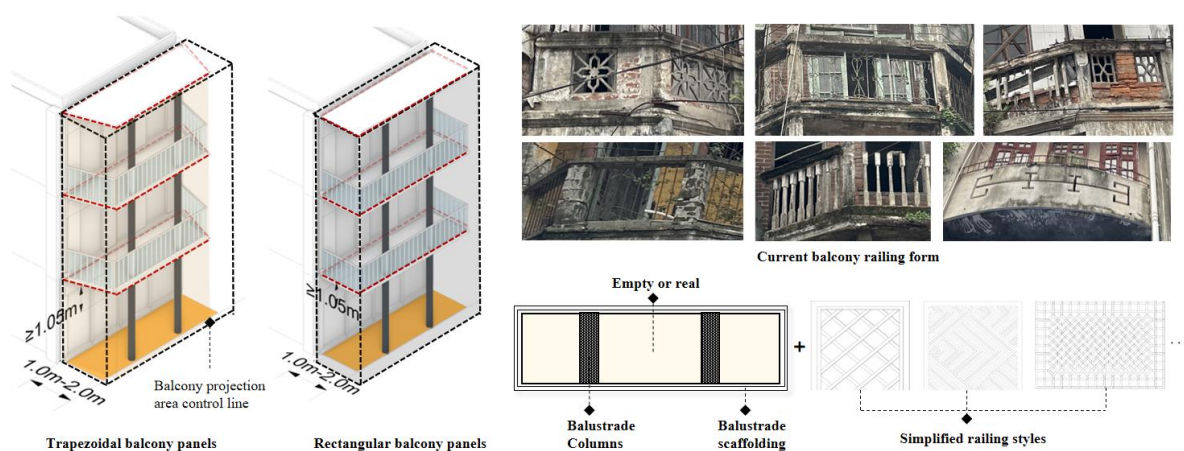 ≥1.05m
1.0m-2.0m
Balcony projection
area control line
Trapezoidal balcony panels
≥1.05m
1.0m-2.0m
Rectangular balcony panels
Current balcony railing form
Empty or real
+
Balustrade
Columns
Balustrade
scaffolding
Simplified railing styles